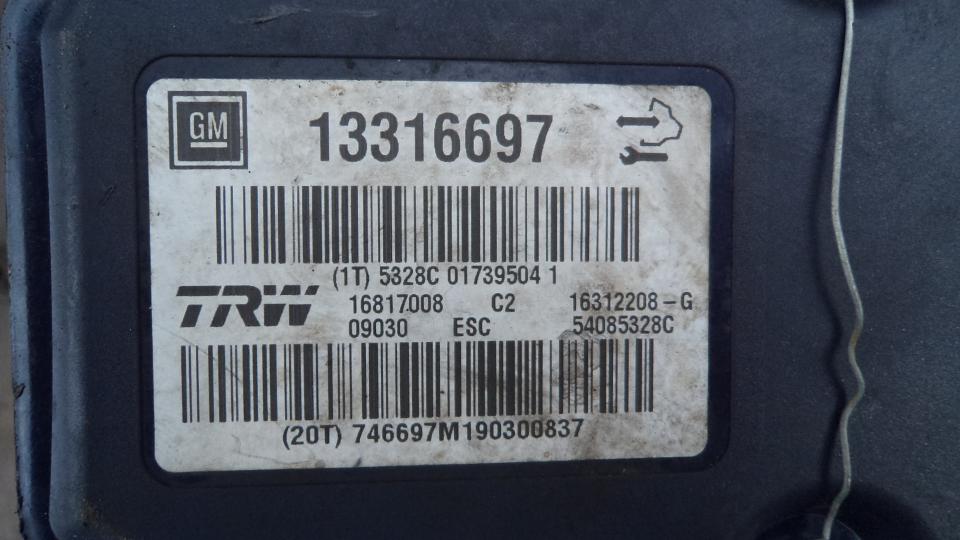 GM
13316697
(1T) 5328C 01739504 1
TRW
16817008 C2 16312208-G
09030 ESC 54085328C
(20T) 746697M190300837